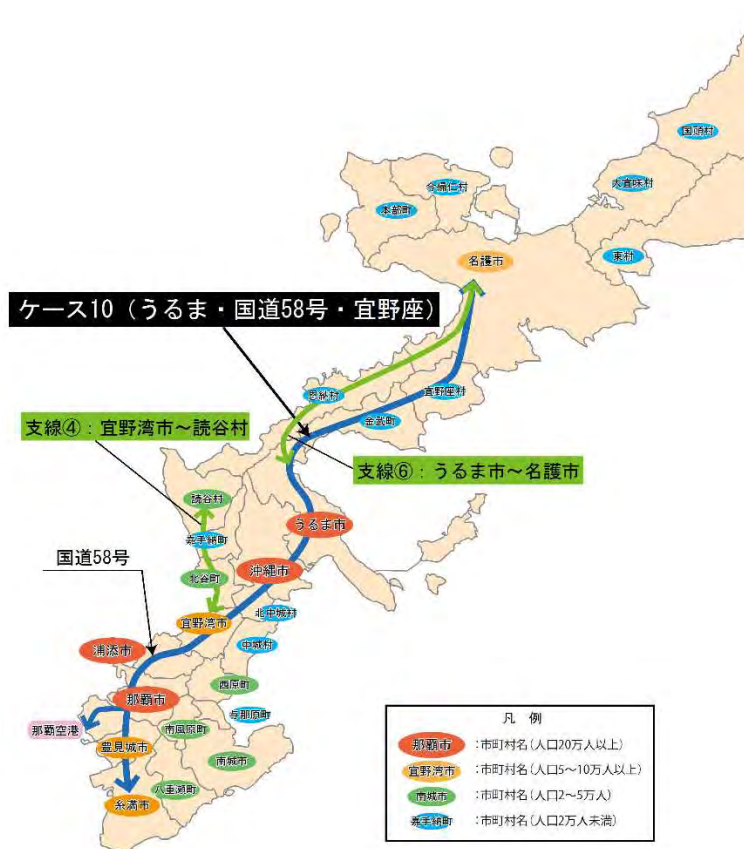 国頭村
大宜味村
今帰仁村
本部町
東村
名護市
ケース10（うるま・国道58号・宜野座）
恩納村
宜野座村
金武町
支線④：宜野湾市～読谷村
支線⑥：うるま市～名護市
読谷村
うるま市
嘉手納町
国道58号
沖縄市
北谷町
北中城村
宜野湾市
中城村
浦添市
西原町
那覇市
与那原町
那覇空港
南風原町
豊見城市
南城市
八重瀬町
糸満市
凡 例
那覇市 ：市町村名（人口20万人以上）
宜野湾市 ：市町村名（人口5～10万人以上）
南城市 ：市町村名（人口2～5万人）
嘉手納町 ：市町村名（人口2万人未満）